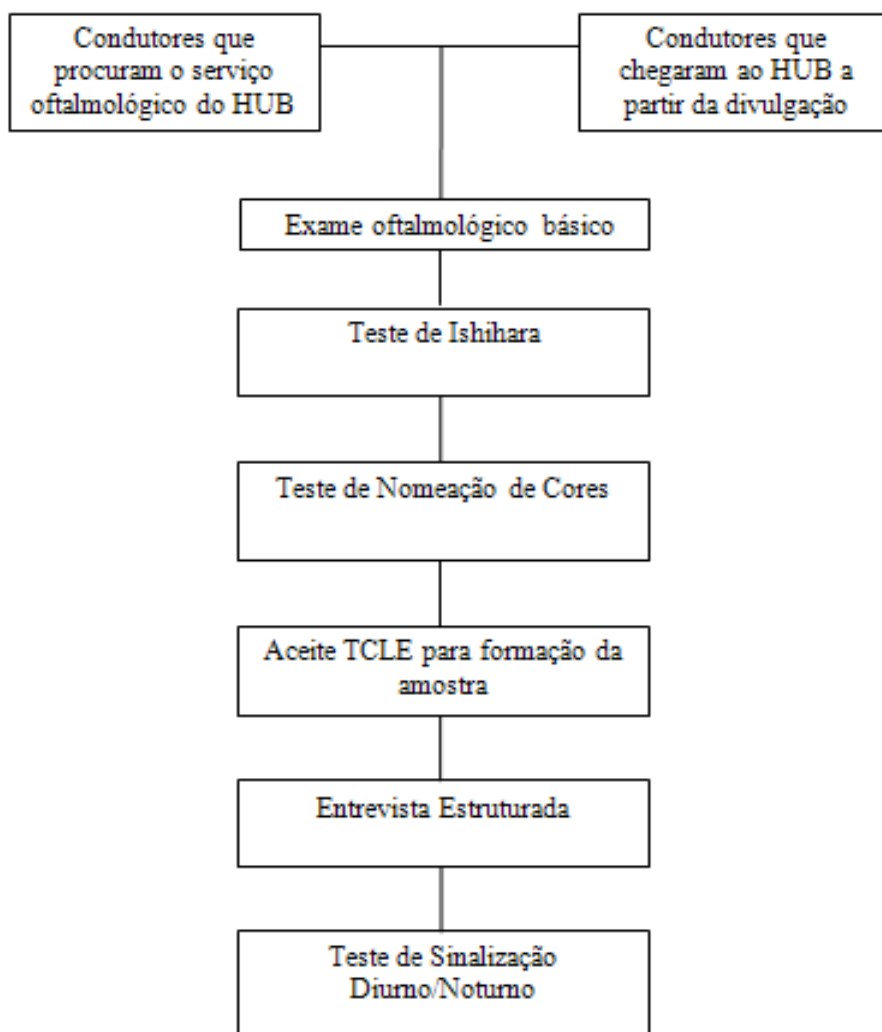 Condutores que
procuram o serviço
oftalmológico do HUB
Condutores que
chegaram ao HUB a
partir da divulgação
Exame oftalmológico básico
Teste de Ishihara
Teste de Nomeação de Cores
Aceite TCLE para formação da
amostra
Entrevista Estruturada
Teste de Sinalização
Diurno/Noturno